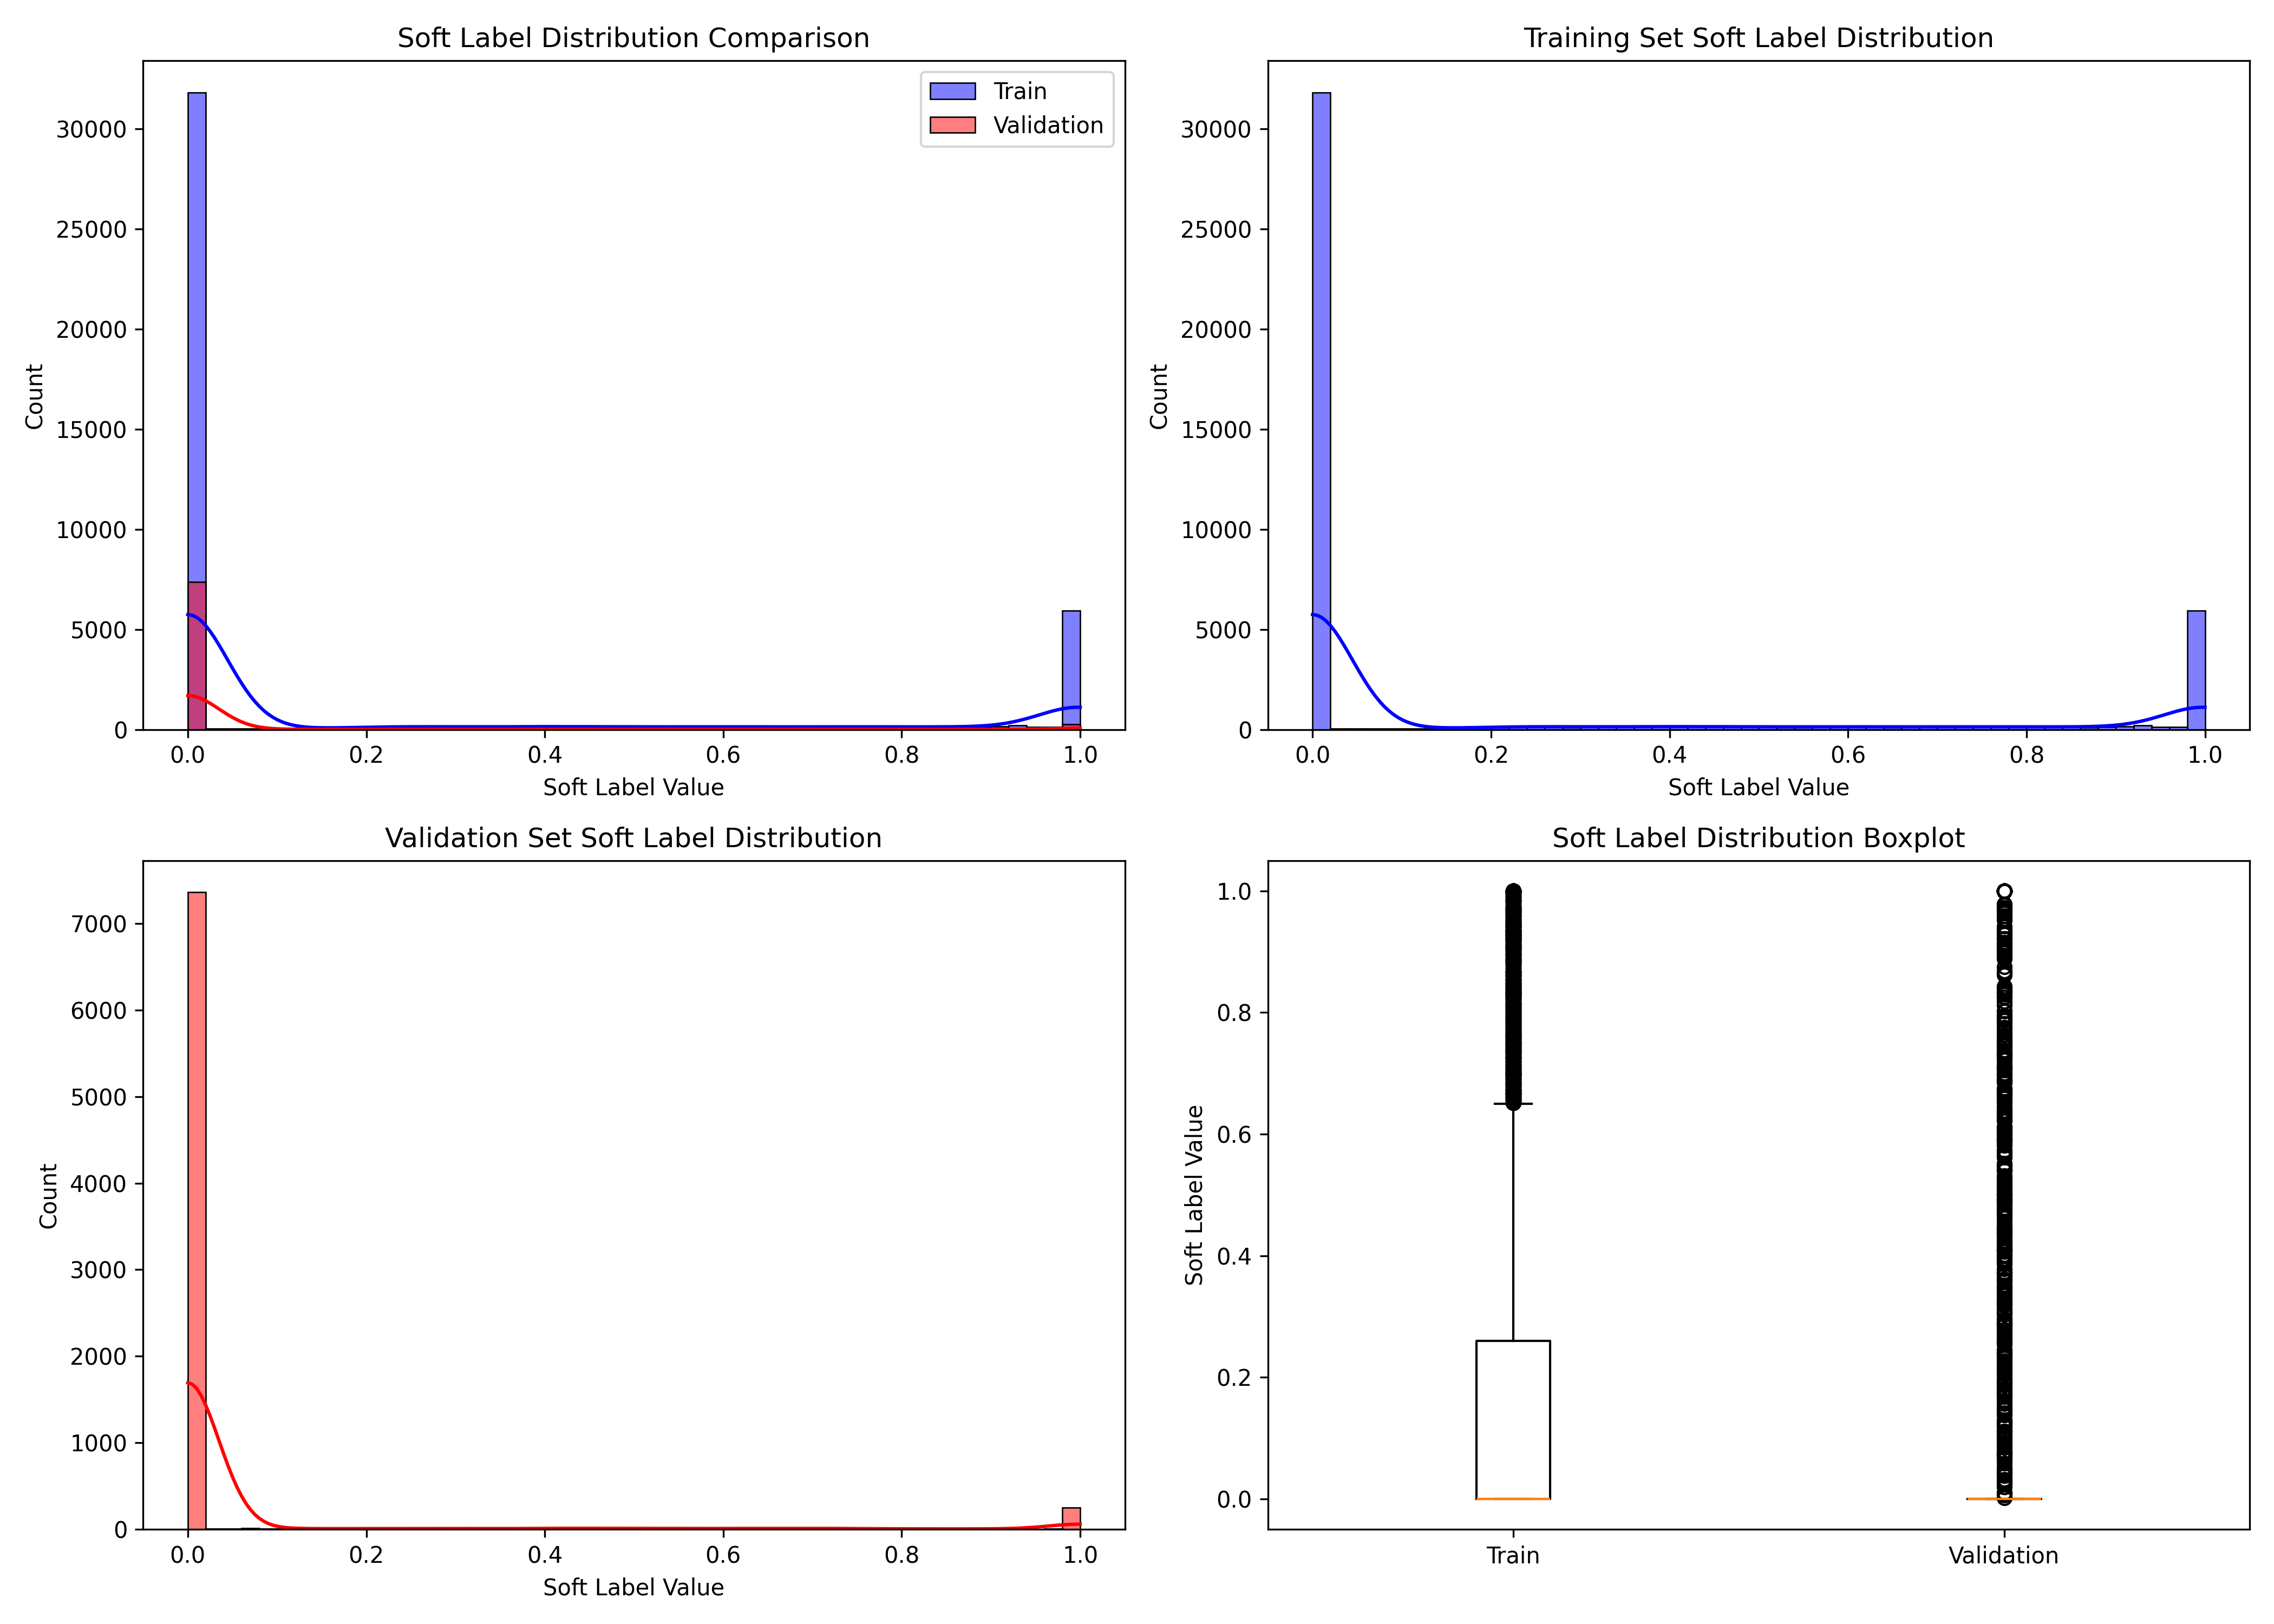 Soft Label Distribution Comparison
Train
Validation
30000
25000
20000
15000
10000
5000
0
Count
0.0 0.2 0.4 0.6 0.8 1.0
Soft Label Value
Training Set Soft Label Distribution
30000
25000
20000
15000
10000
5000
0
Count
0.0 0.2 0.4 0.6 0.8 1.0
Soft Label Value
Validation Set Soft Label Distribution
7000
6000
5000
4000
3000
2000
1000
0
Count
0.0 0.2 0.4 0.6 0.8 1.0
Soft Label Value
Soft Label Distribution Boxplot
1.0
0.8
0.6
0.4
0.2
0.0
Soft Label Value
Train Validation